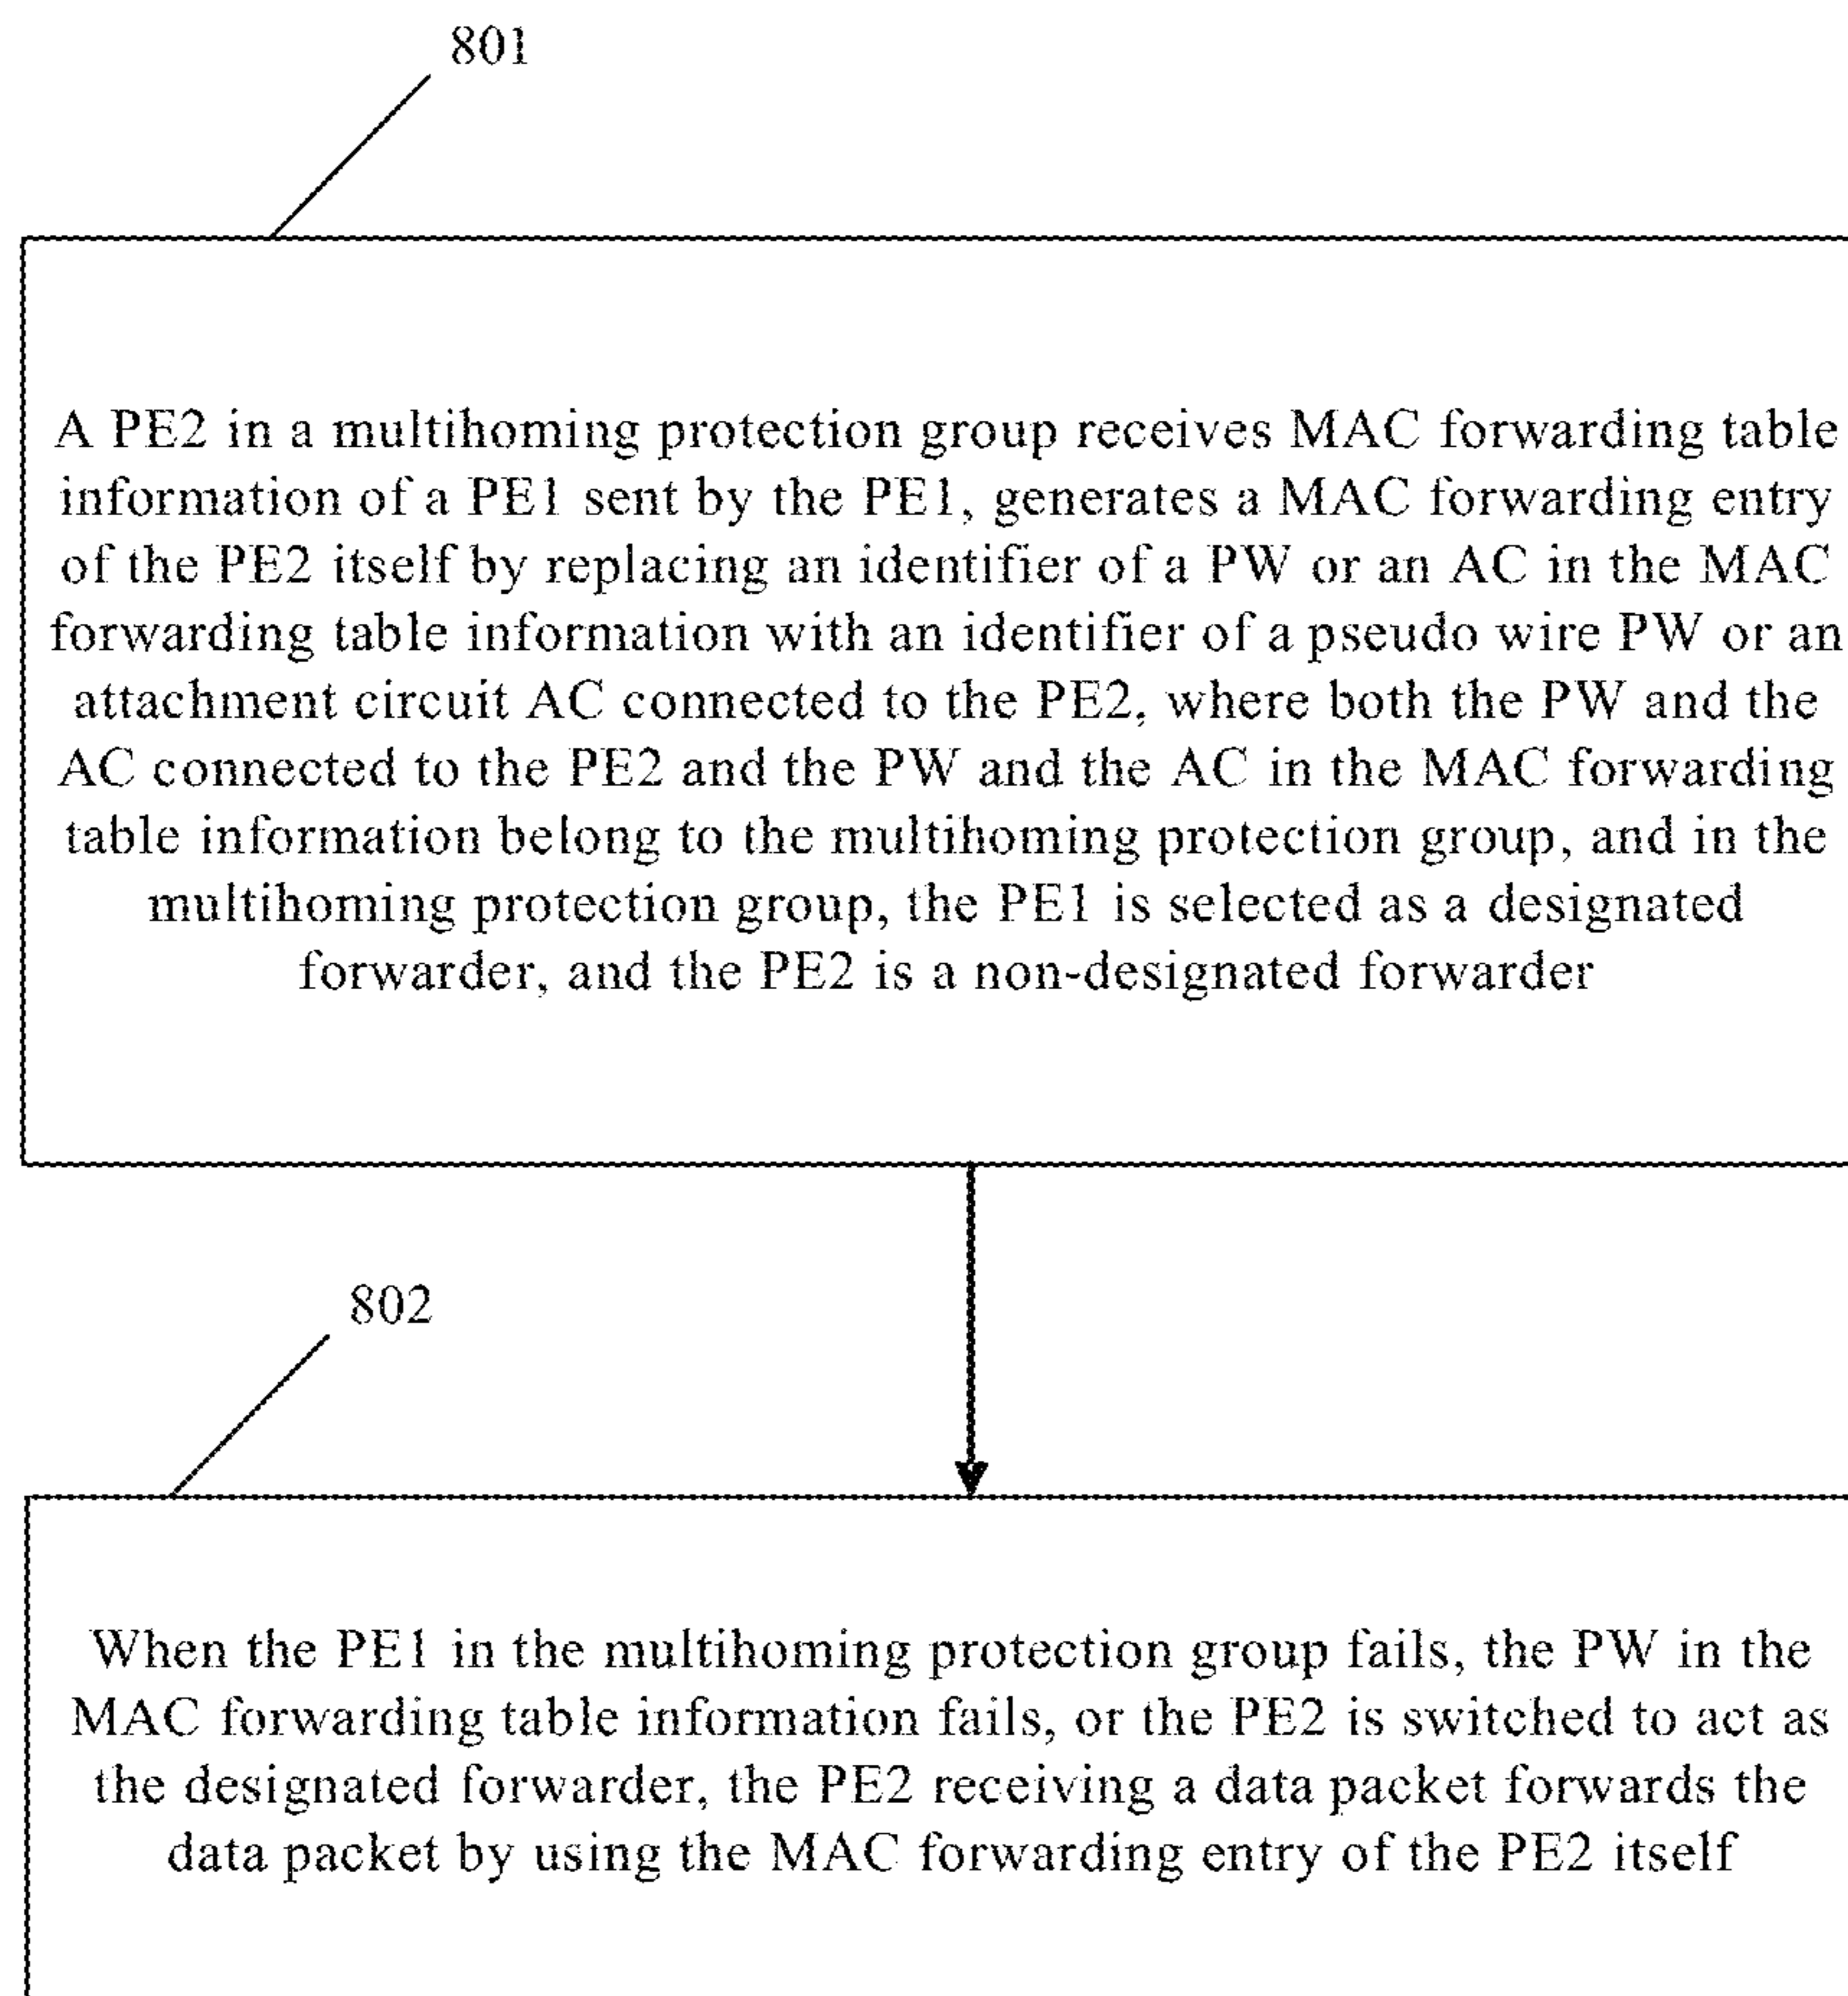 801
A PE2 in a multihoming protection group receives MAC forwarding table
information of a PE1 sent by the PE1, generates a MAC forwarding entry
of the PE2 itself by replacing an identifier of a PW or an AC in the MAC
forwarding table information with an identifier of a pseudo wire PW or an
attachment circuit AC connected to the PE2, where both the PW and the
AC connected to the PE2 and the PW and the AC in the MAC forwarding
table information belong to the multihoming protection group, and in the
multihoming protection group, the PE1 is selected as a designated
forwarder, and the PE2 is a non-designated forwarder
802
When the PE1 in the multihoming protection group fails, the PW in the
MAC forwarding table information fails, or the PE2 is switched to act as
the designated forwarder, the PE2 receiving a data packet forwards the
data packet by using the MAC forwarding entry of the PE2 itself